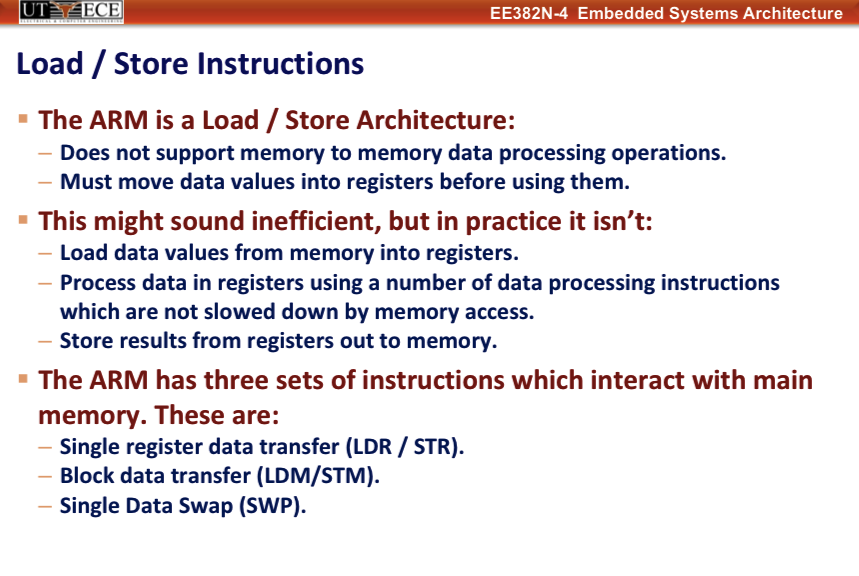 UT ECE
ELECTRICAL & COMPUTER ENGINEERING
EE382N-4 Embedded Systems Architecture
Load / Store Instructions
▪ The ARM is a Load / Store Architecture:
– Does not support memory to memory data processing operations.
– Must move data values into registers before using them.
▪ This might sound inefficient, but in practice it isn’t:
– Load data values from memory into registers.
– Process data in registers using a number of data processing instructions
which are not slowed down by memory access.
– Store results from registers out to memory.
▪ The ARM has three sets of instructions which interact with main
memory. These are:
– Single register data transfer (LDR / STR).
– Block data transfer (LDM/STM).
– Single Data Swap (SWP).